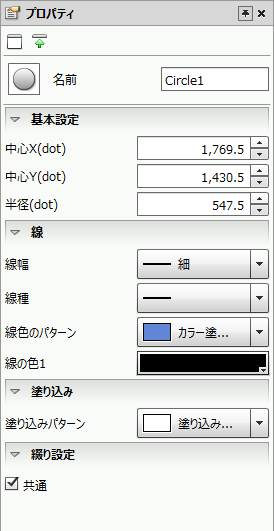 プロパティ
名前 Circle1
基本設定
中心X(dot) 1,769.5
中心Y(dot) 1,430.5
半径(dot) 547.5
線
線幅 細
線種
線色のパターン カラー塗...
線の色1
塗り込み
塗り込みパターン 塗り込み...
綴り設定
共通